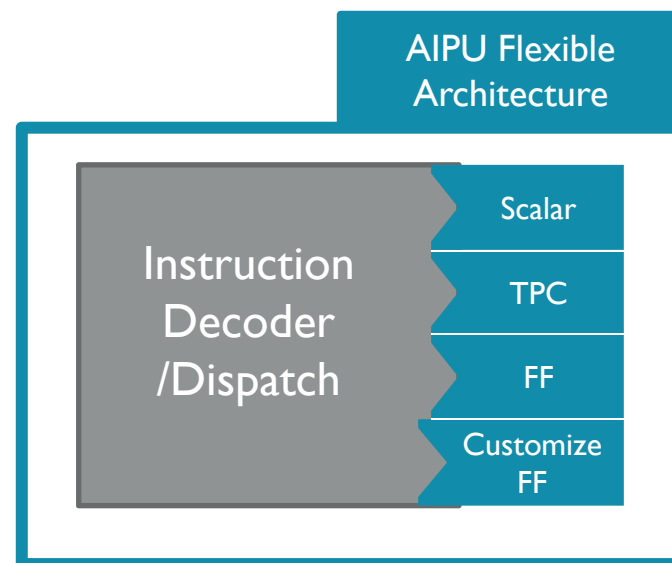 AIPU Flexible
Architecture
Instruction
Decoder
/Dispatch
Scalar
TPC
FF
Customize
FF